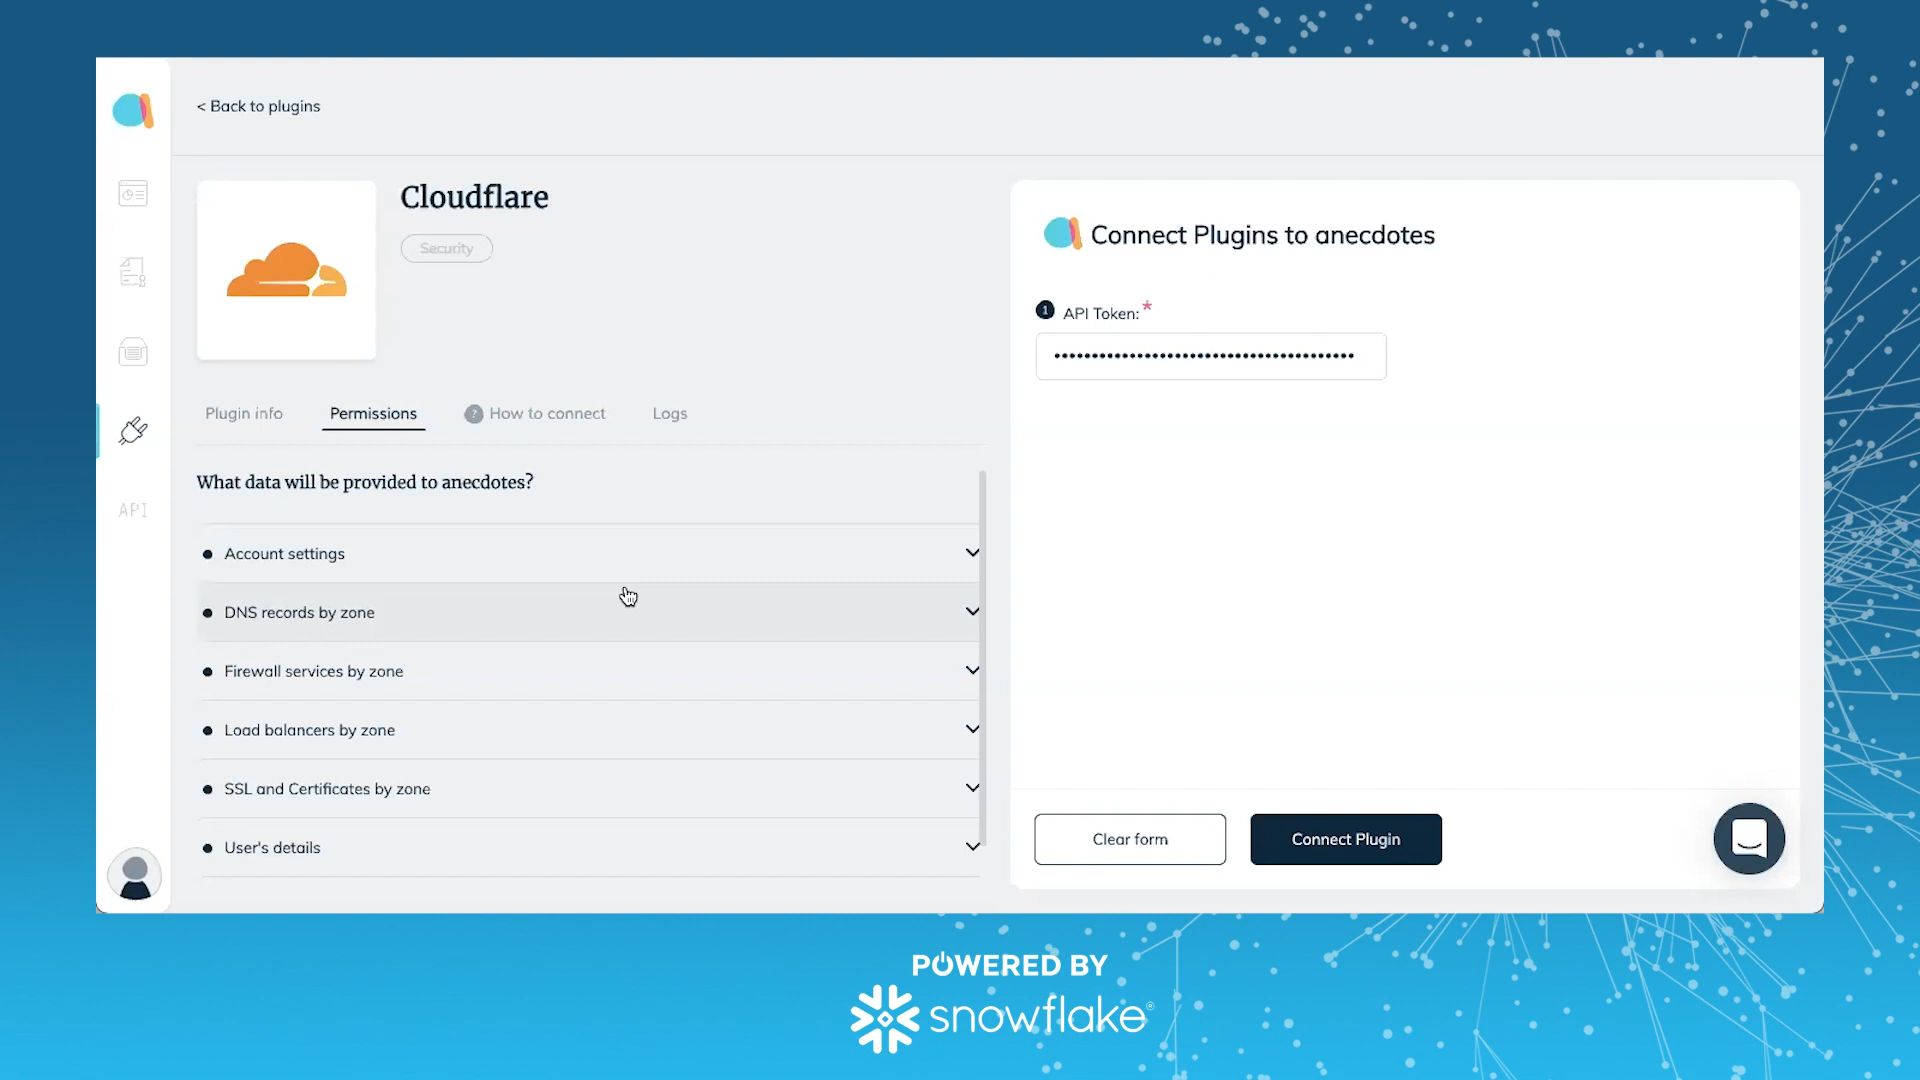 < Back to plugins
Cloudflare
Security
Plugin info
Permissions
? How to connect
Logs
What data will be provided to anecdotes?
Account settings
DNS records by zone
Firewall services by zone
Load balancers by zone
SSL and Certificates by zone
User's details
API
Connect Plugins to anecdotes
1 API Token: *
••••••••••••••••••••••••••••••••••••••••
Clear form
Connect Plugin
POWERED BY
snowflake®